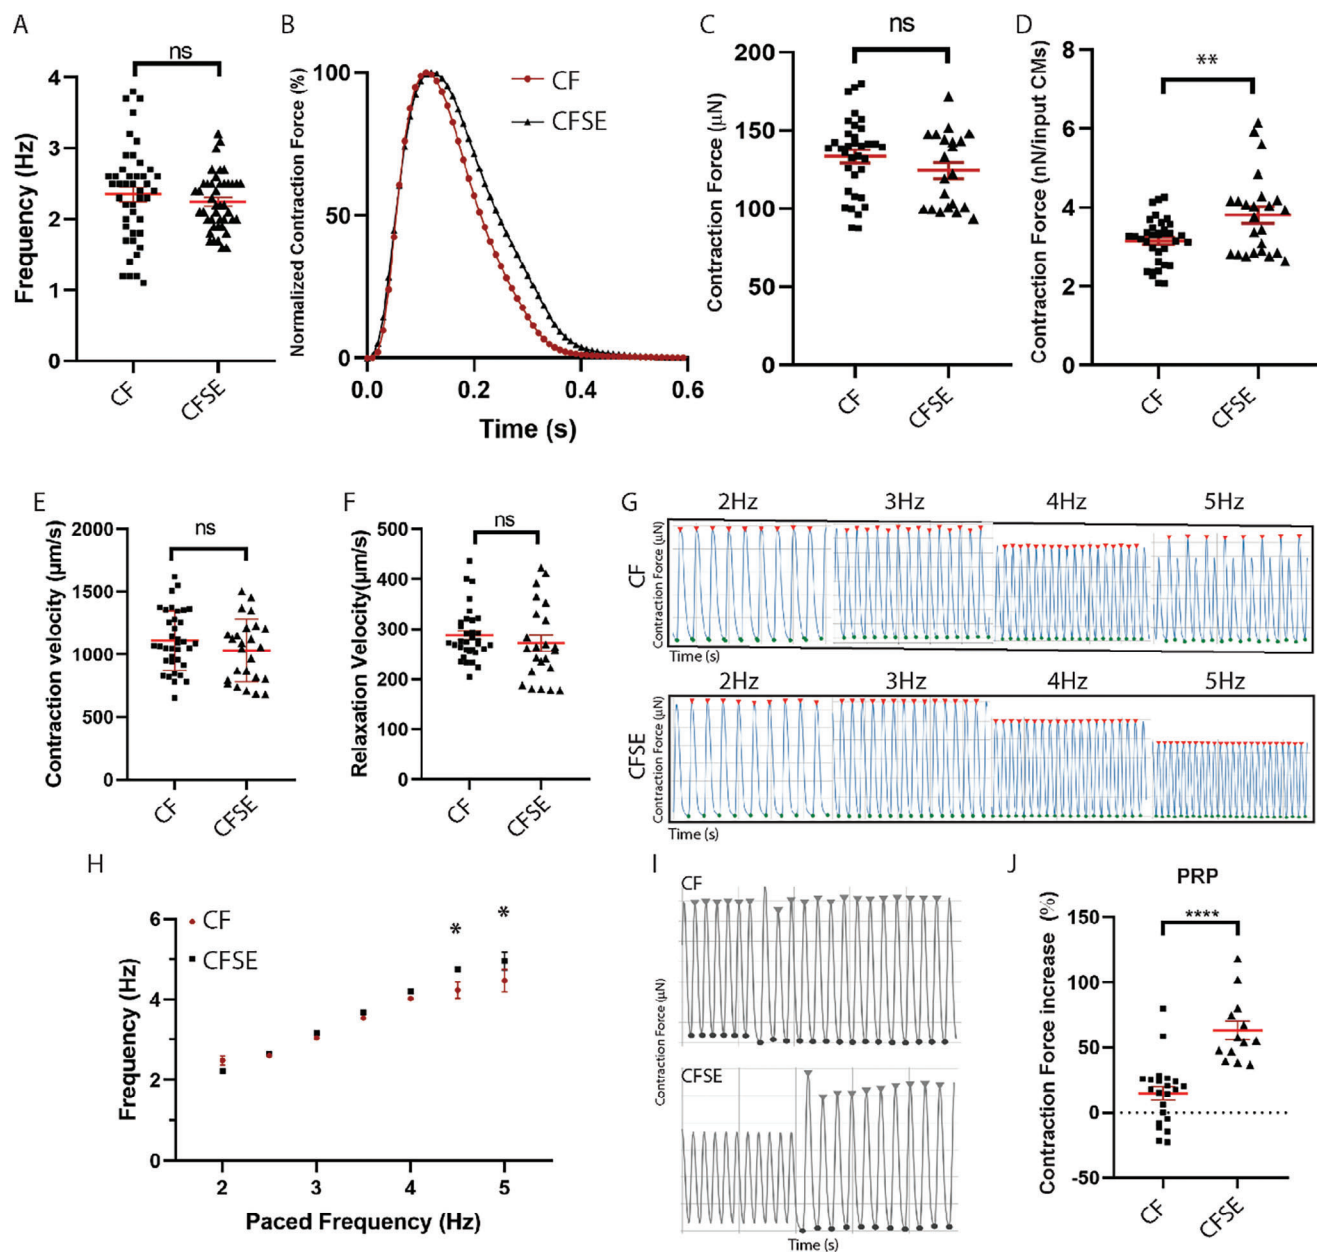 A
ns
Frequency (Hz)
4
3
2
1
0
CF
CFSE
B
Normalized Contraction Force (%)
100
50
0
0.0
0.2
0.4
0.6
Time (s)
CF
CFSE
C
ns
Contraction Force (µN)
200
150
100
50
0
CF
CFSE
D
**
Contraction Force (nN/input CMs)
8
6
4
2
0
CF
CFSE
E
ns
Contraction velocity (µm/s)
2000
1500
1000
500
0
CF
CFSE
F
ns
Relaxation Velocity(µm/s)
500
400
300
200
100
0
CF
CFSE
G
2Hz 3Hz 4Hz 5Hz
CF
Contraction Force (µN)
Time (s)
2Hz 3Hz 4Hz 5Hz
CFSE
Contraction Force (µN)
Time (s)
H
CF
CFSE
* *
Frequency (Hz)
6
4
2
0
2 3 4 5
Paced Frequency (Hz)
I
CF
Contraction Force (µN)
CFSE
Time (s)
J
PRP
****
Contraction Force increase (%)
150
100
50
0
-50
CF
CFSE